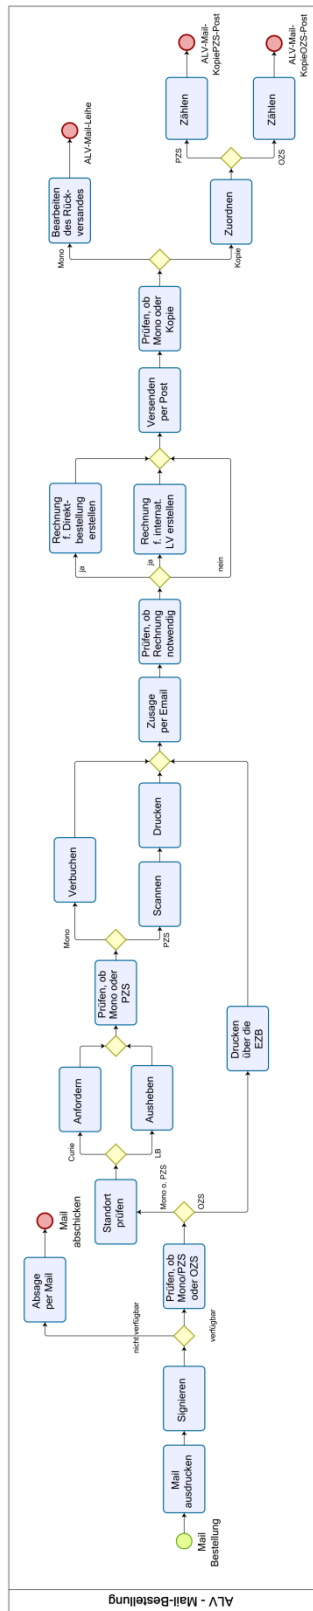 ALV - Mail-Bestellung
Mail
Bestellung
Mail
ausdrucken
Signieren
nicht verfügbar
verfügbar
Absage
per Mail
Mail
abschicken
Prüfen, ob
Mono/PZS
oder OZS
Mono o. PZS
OZS
Standort
prüfen
Curie
LB
Anfordern
Ausheben
Drucken
über die
EZB
Prüfen, ob
Mono oder
PZS
Mono
PZS
Verbuchen
Scannen
Drucken
Zusage
per Email
Prüfen, ob
Rechnung
notwendig
ja
ja
nein
Rechnung
f. Direkt-
bestellung
erstellen
Rechnung
f. internat.
LV erstellen
Versenden
per Post
Prüfen, ob
Mono oder
Kopie
Mono
Kopie
Bearbeiten
des Rück-
versandes
ALV-Mail-Leihe
Zuordnen
PZS
OZS
Zählen
ALV-Mail-
KopiePZS-Post
Zählen
ALV-Mail-
KopieOZS-Post